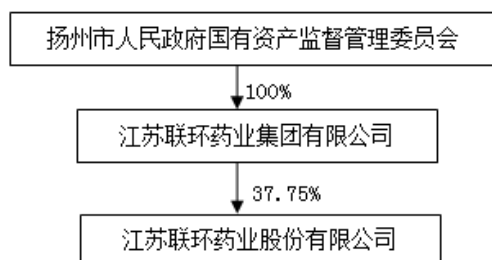 扬州市人民政府国有资产监督管理委员会
100%
江苏联环药业集团有限公司
37.75%
江苏联环药业股份有限公司